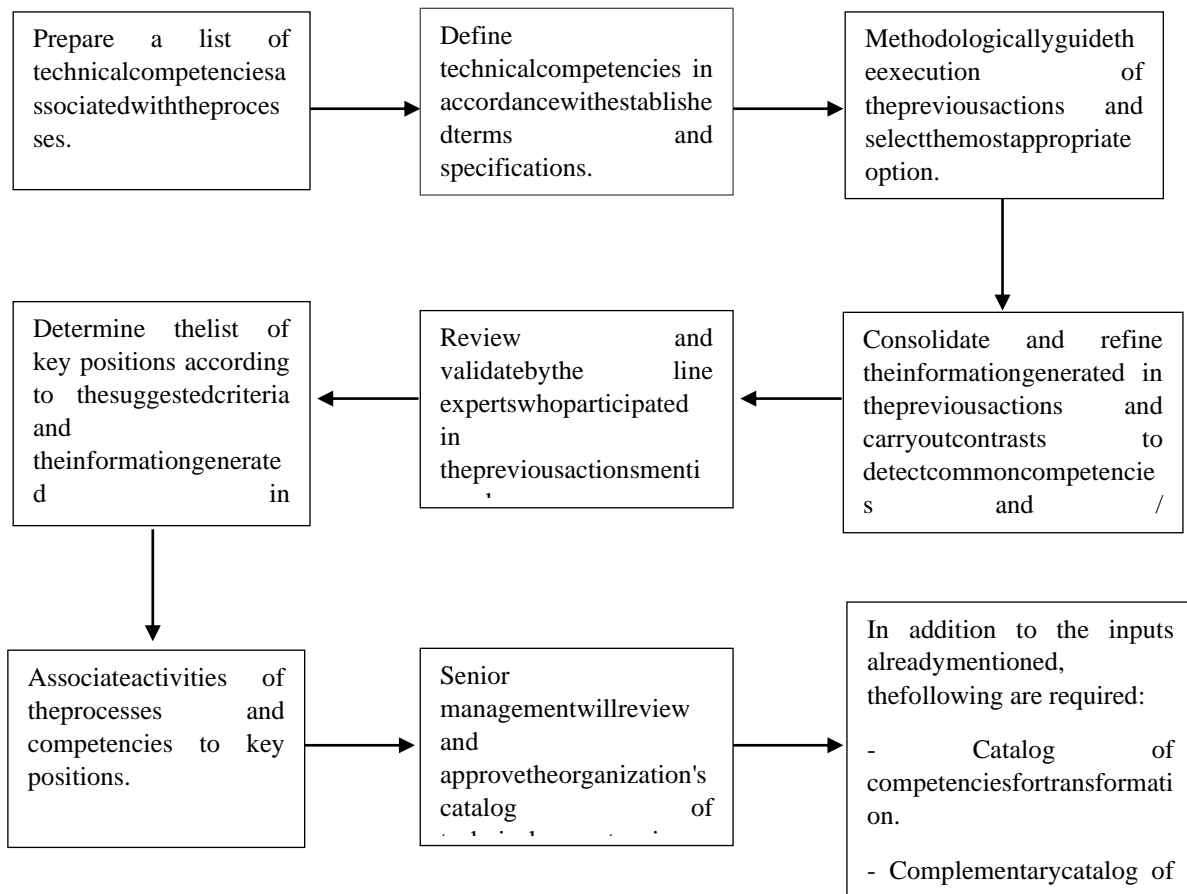 Prepare a list of
technicalcompetenciesa
ssociatedwiththeproces
ses.
Define
technicalcompetencies in
accordancewithestablishe
dterms and
specifications.
Methodologicallyguideth
eexecution of
thepreviousactions and
selectthemostappropriate
option.
Consolidate and refine
theinformationgenerated in
thepreviousactions and
carryoutcontrasts to
detectcommoncompetencie
s and /
Review and
validatebythe line
expertswhoparticipated
in
thepreviousactionsmenti
Determine thelist of
key positions according
to thesuggestedcriteria
and
theinformationgenerate
d in
Associateactivities of
theprocesses and
competencies to key
positions.
Senior
managementwillreview
and
approvetheorganization's
catalog of
In addition to the inputs
alreadymentioned,
thefollowing are required:
- Catalog of
competenciesfortransformati
on.
- Complementarycatalog of